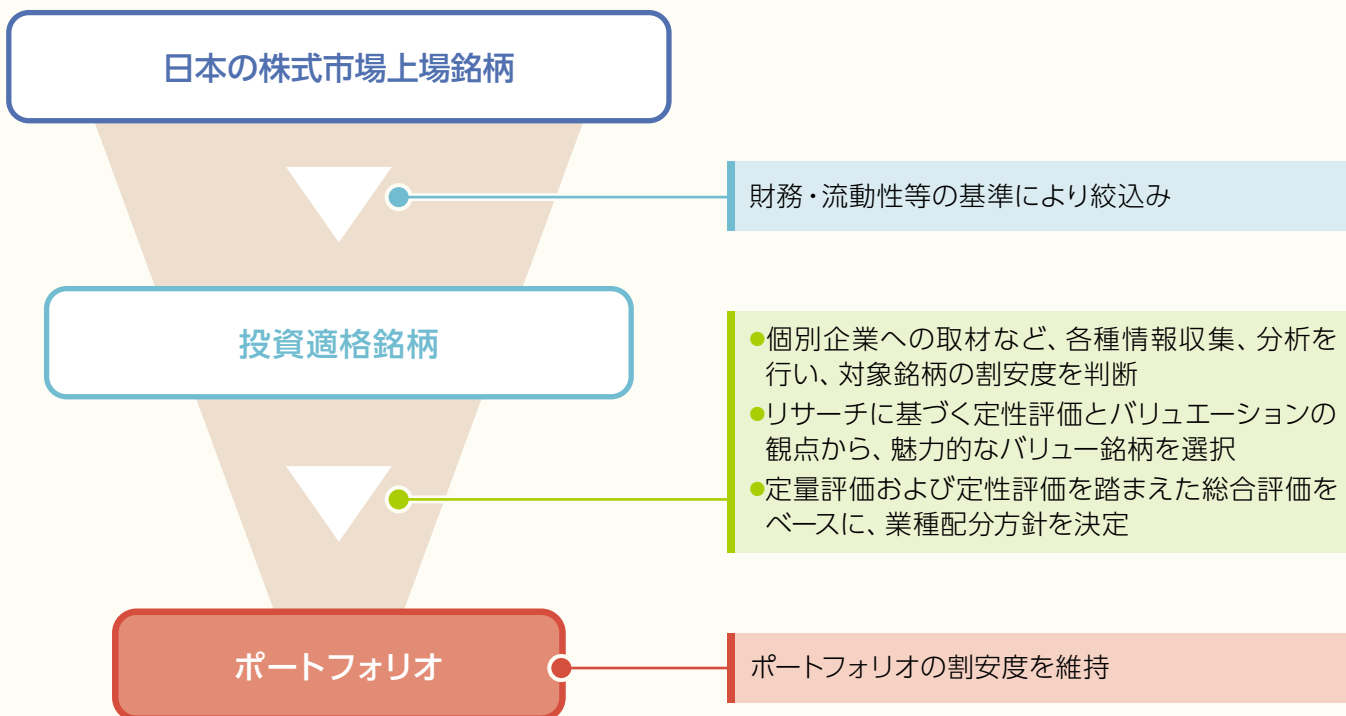 日本の株式市場上場銘柄
財務・流動性等の基準により絞込み
投資適格銘柄
●個別企業への取材など、各種情報収集、分析を
行い、対象銘柄の割安度を判断
●リサーチに基づく定性評価とバリュエーションの
観点から、魅力的なバリュー銘柄を選択
●定量評価および定性評価を踏まえた総合評価を
ベースに、業種配分方針を決定
ポートフォリオ
ポートフォリオの割安度を維持